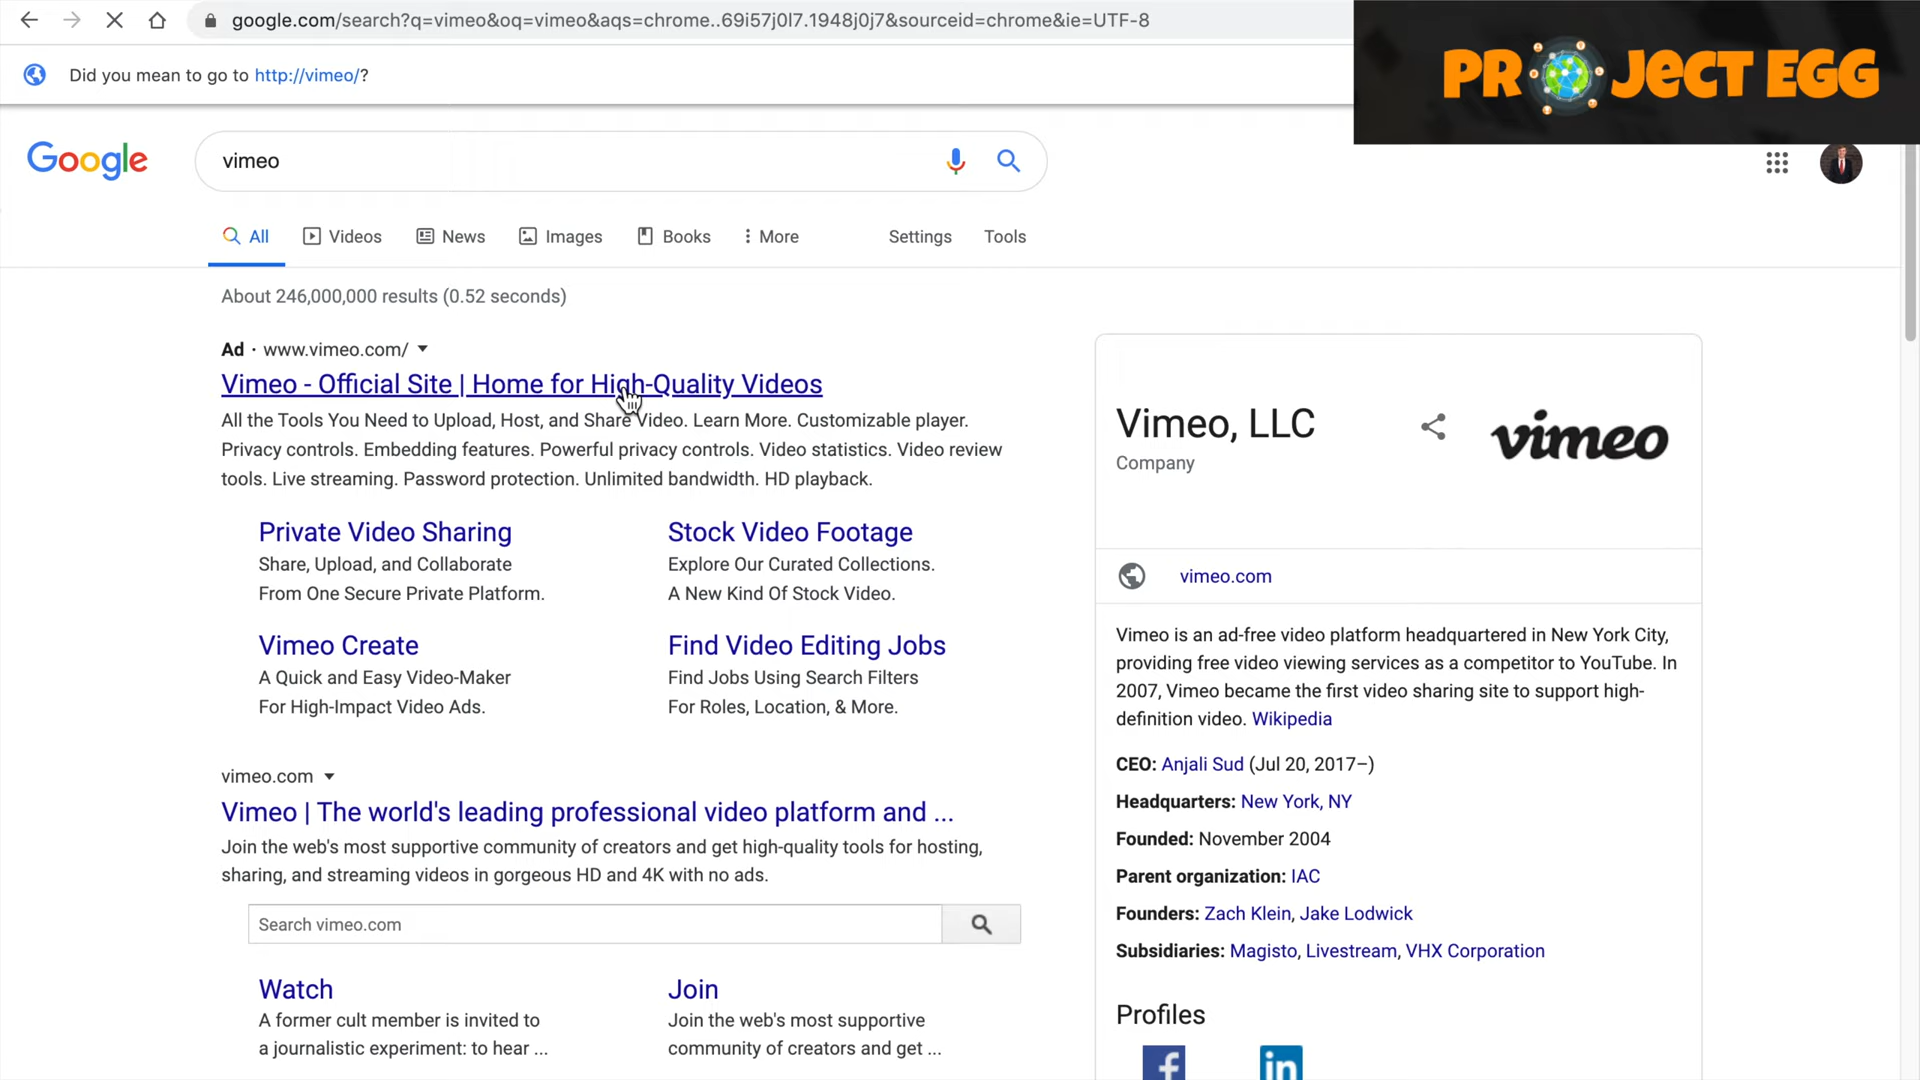 google.com/search?q=vimeo&oq=vimeo&aqs=chrome..69i57j0l7.1948j0j7&sourceid=chrome&ie=UTF-8
PROJECT EGG
Did you mean to go to http://vimeo/?
Google
vimeo
All
Videos
News
Images
Books
More
Settings
Tools
About 246,000,000 results (0.52 seconds)
Ad · www.vimeo.com/
Vimeo - Official Site | Home for High-Quality Videos
All the Tools You Need to Upload, Host, and Share Video. Learn More. Customizable player.
Privacy controls. Embedding features. Powerful privacy controls. Video statistics. Video review
tools. Live streaming. Password protection. Unlimited bandwidth. HD playback.
Private Video Sharing
Share, Upload, and Collaborate
From One Secure Private Platform.
Stock Video Footage
Explore Our Curated Collections.
A New Kind Of Stock Video.
Vimeo Create
A Quick and Easy Video-Maker
For High-Impact Video Ads.
Find Video Editing Jobs
Find Jobs Using Search Filters
For Roles, Location, & More.
vimeo.com
Vimeo | The world's leading professional video platform and ...
Join the web's most supportive community of creators and get high-quality tools for hosting,
sharing, and streaming videos in gorgeous HD and 4K with no ads.
Search vimeo.com
Watch
A former cult member is invited to
a journalistic experiment: to hear ...
Join
Join the web's most supportive
community of creators and get ...
Vimeo, LLC
Company
vimeo
vimeo.com
Vimeo is an ad-free video platform headquartered in New York City,
providing free video viewing services as a competitor to YouTube. In
2007, Vimeo became the first video sharing site to support high-
definition video. Wikipedia
CEO: Anjali Sud (Jul 20, 2017–)
Headquarters: New York, NY
Founded: November 2004
Parent organization: IAC
Founders: Zach Klein, Jake Lodwick
Subsidiaries: Magisto, Livestream, VHX Corporation
Profiles
f
in